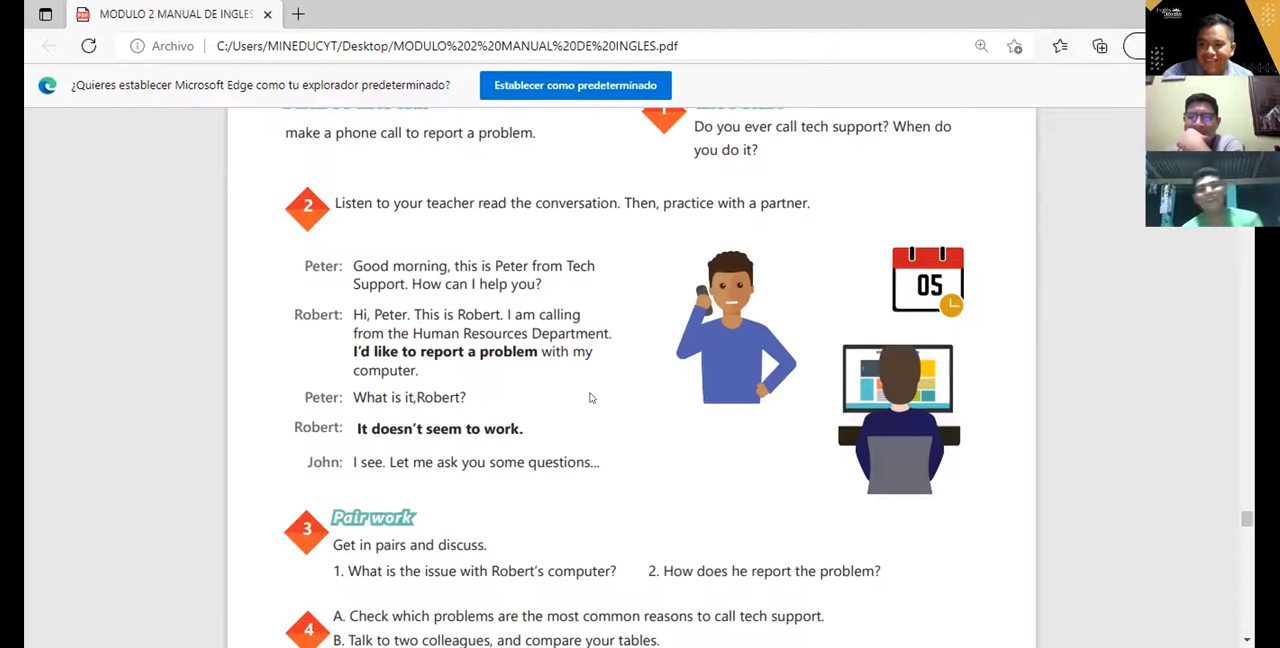 MODULO 2 MANUAL DE INGLES
Archivo
C:/Users/MINEDUCYT/Desktop/MODULO%202%20MANUAL%20DE%20INGLES.pdf
¿Quieres establecer Microsoft Edge como tu explorador predeterminado?
Establecer como predeterminado
make a phone call to report a problem.
1
Do you ever call tech support? When do
you do it?
2
Listen to your teacher read the conversation. Then, practice with a partner.
Peter: Good morning, this is Peter from Tech
Support. How can I help you?
Robert: Hi, Peter. This is Robert. I am calling
from the Human Resources Department.
I'd like to report a problem with my
computer.
Peter: What is it,Robert?
Robert: It doesn't seem to work.
John: I see. Let me ask you some questions...
05
3
Pair work
Get in pairs and discuss.
1. What is the issue with Robert's computer? 2. How does he report the problem?
4
A. Check which problems are the most common reasons to call tech support.
B. Talk to two colleagues, and compare your tables.